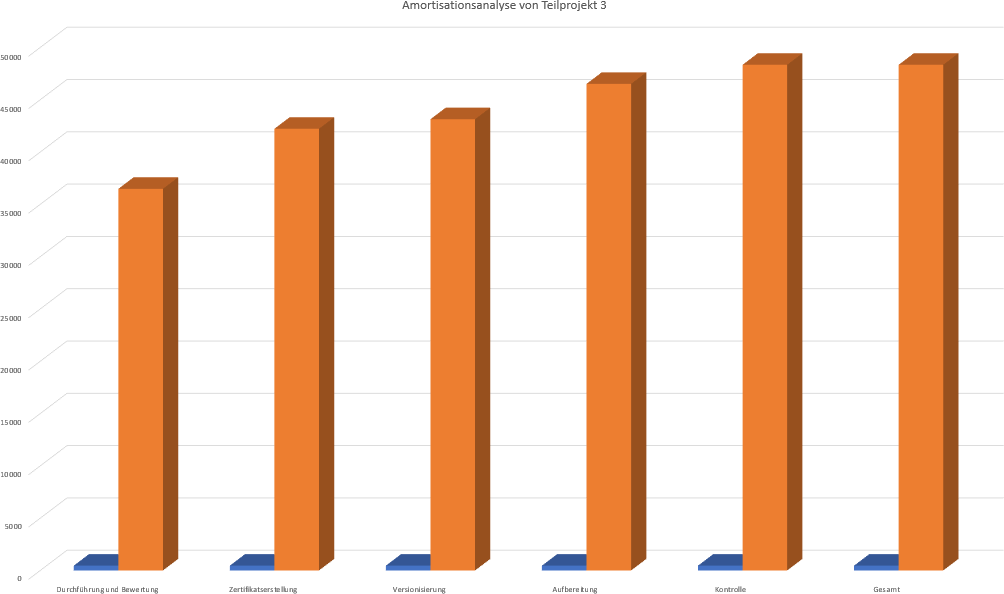 Amortisationsanalyse von Teilprojekt 3
50000
45000
40000
35000
30000
25000
20000
15000
10000
5000
0
Durchführung und Bewertung
Zertifikatserstellung
Versionisierung
Aufbereitung
Kontrolle
Gesamt